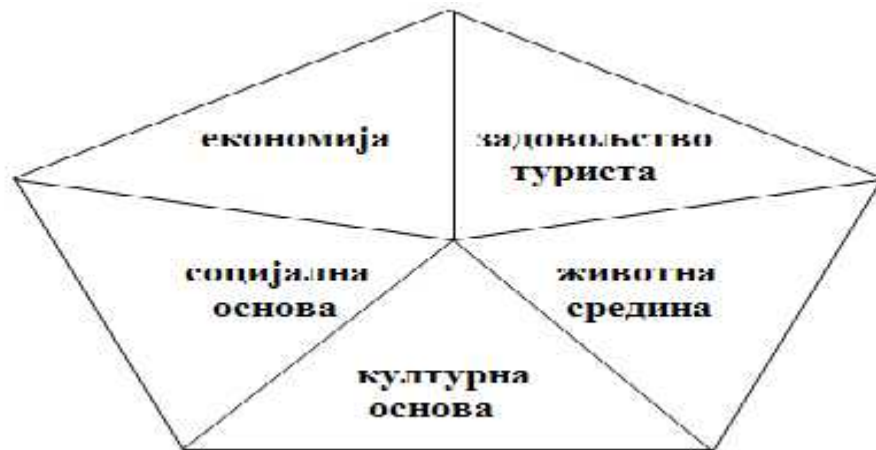 економија
задовољство
туриста
социјална
основа
животна
средина
културна
основа